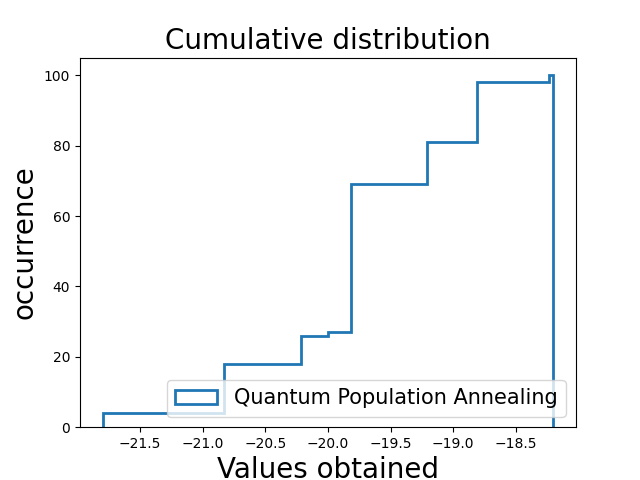 Cumulative distribution
100
80
60
40
20
0
occurrence
Quantum Population Annealing
−21.5 −21.0 −20.5 −20.0 −19.5 −19.0 −18.5
Values obtained